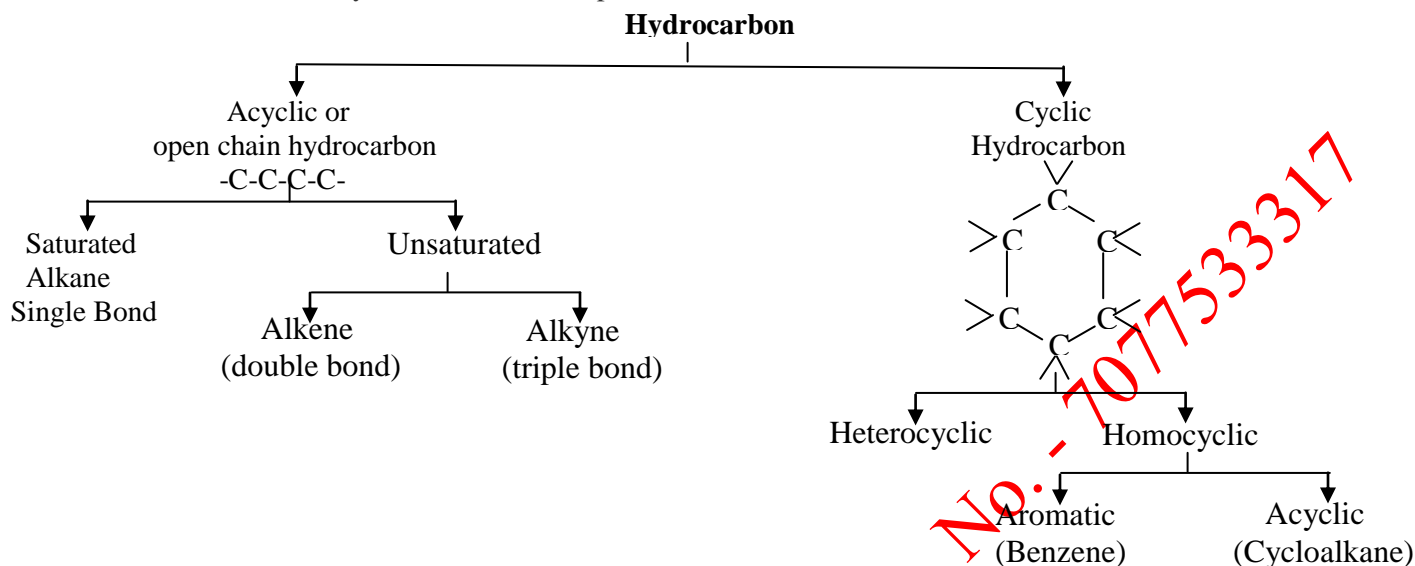 Hydrocarbon
Acyclic or
open chain hydrocarbon
-C-C-C-C-
Saturated
Alkane
Single Bond
Unsaturated
Alkene
(double bond)
Alkyne
(triple bond)
Cyclic
Hydrocarbon
C
C C
C C
C
Heterocyclic
Homocyclic
Aromatic
(Benzene)
Acyclic
(Cycloalkane)
No. - 7077533317